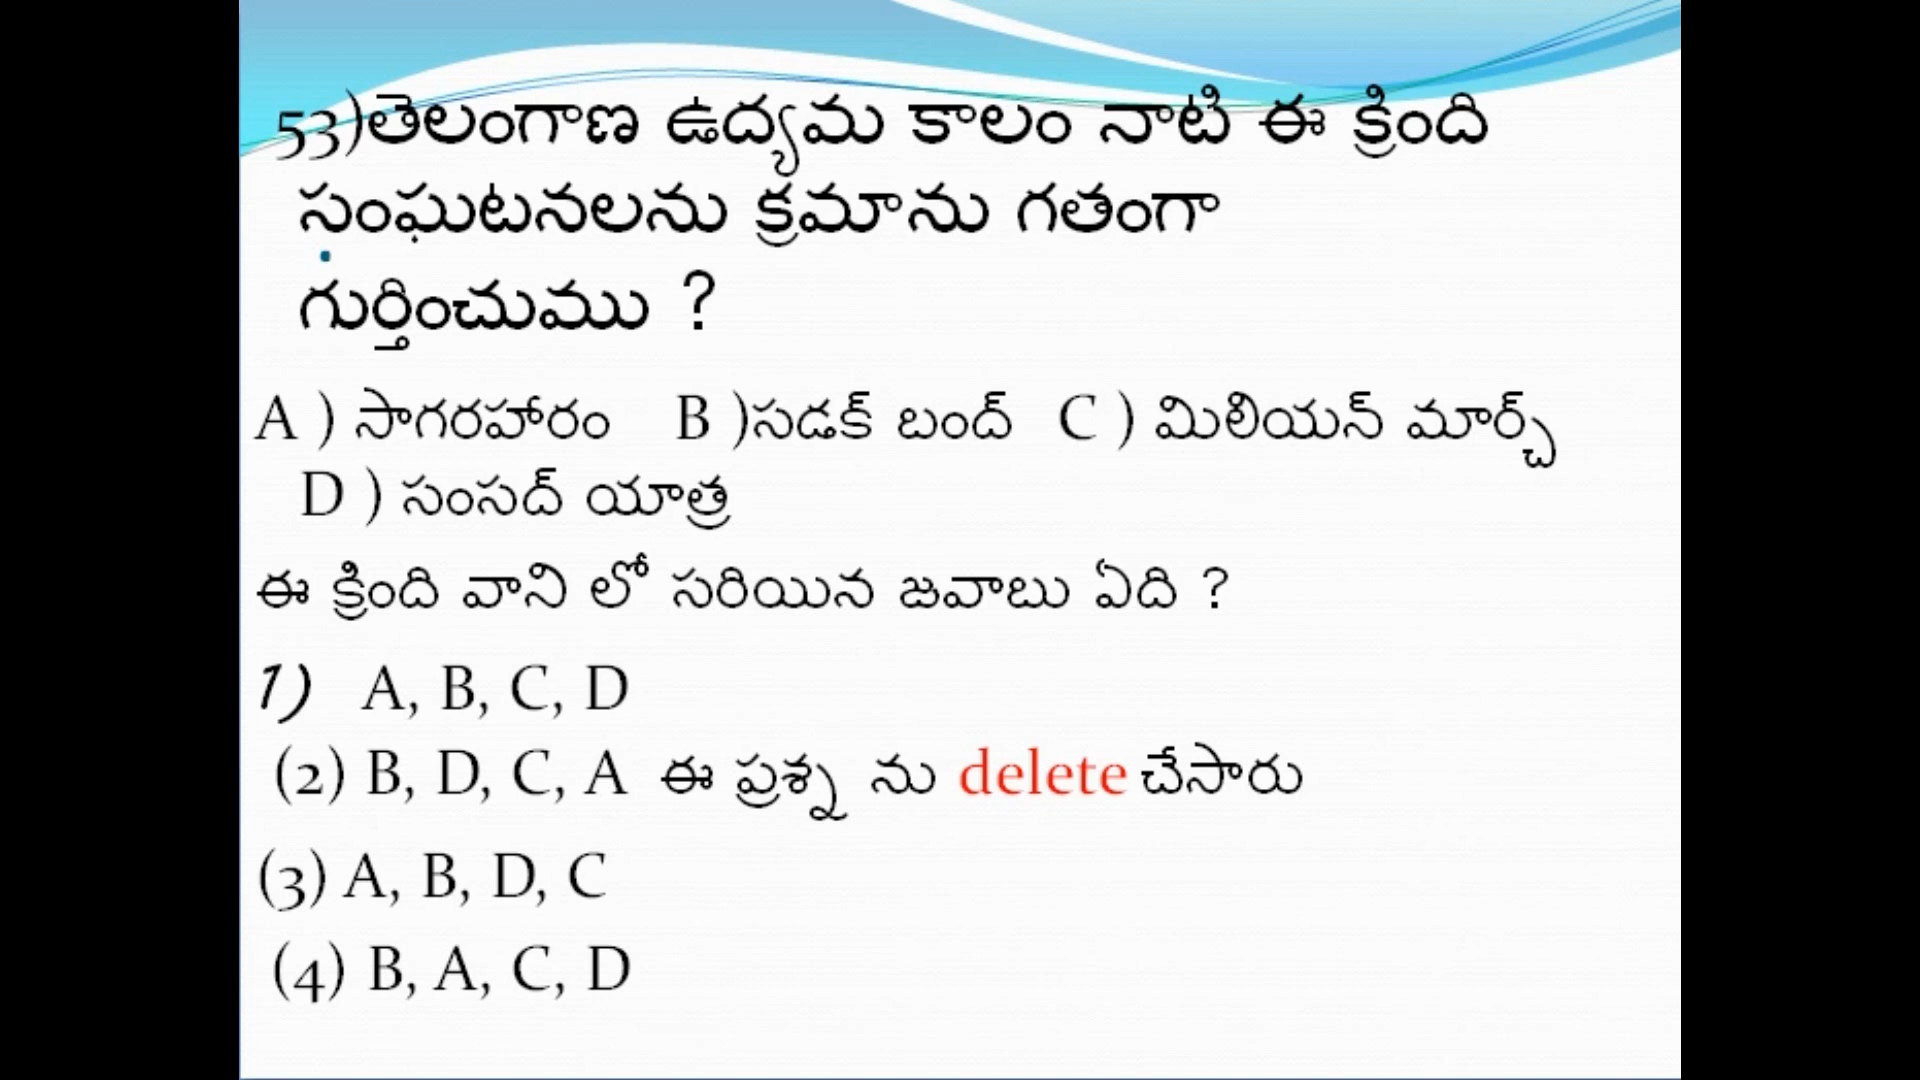 53)తెలంగాణ ఉద్యమ కాలం నాటి ఈ క్రింది
సంఘటనలను క్రమాను గతంగా
గుర్తించుము ?
A ) సాగరహారం B )సడక్ బంద్ C ) మిలియన్ మార్చ్
D ) సంసద్ యాత్ర
ఈ క్రింది వాని లో సరియిన జవాబు ఏది ?
1) A, B, C, D
(2) B, D, C, A ఈ ప్రశ్న ను delete చేసారు
(3) A, B, D, C
(4) B, A, C, D